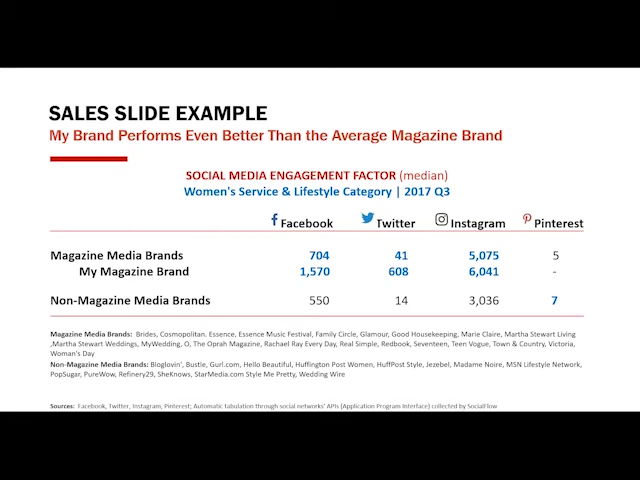 SALES SLIDE EXAMPLE
My Brand Performs Even Better Than the Average Magazine Brand
SOCIAL MEDIA ENGAGEMENT FACTOR (median)
Women's Service & Lifestyle Category | 2017 Q3
Facebook Twitter Instagram Pinterest
Magazine Media Brands 704 41 5,075 5
My Magazine Brand 1,570 608 6,041 -
Non-Magazine Media Brands 550 14 3,036 7
Magazine Media Brands: Brides, Cosmopolitan. Essence, Essence Music Festival, Family Circle, Glamour, Good Housekeeping, Marie Claire, Martha Stewart Living
,Martha Stewart Weddings, MyWedding, O, The Oprah Magazine, Rachael Ray Every Day, Real Simple, Redbook, Seventeen, Teen Vogue, Town & Country, Victoria,
Woman's Day
Non-Magazine Media Brands: Bloglovin', Bustle, Gurl.com, Hello Beautiful, Huffington Post Women, HuffPost Style, Jezebel, Madame Noire, MSN Lifestyle Network,
PopSugar, PureWow, Refinery29, SheKnows, StarMedia.com Style Me Pretty, Wedding Wire
Sources: Facebook, Twitter, Instagram, Pinterest; Automatic tabulation through social networks' APIs (Application Program Interface) collected by SocialFlow